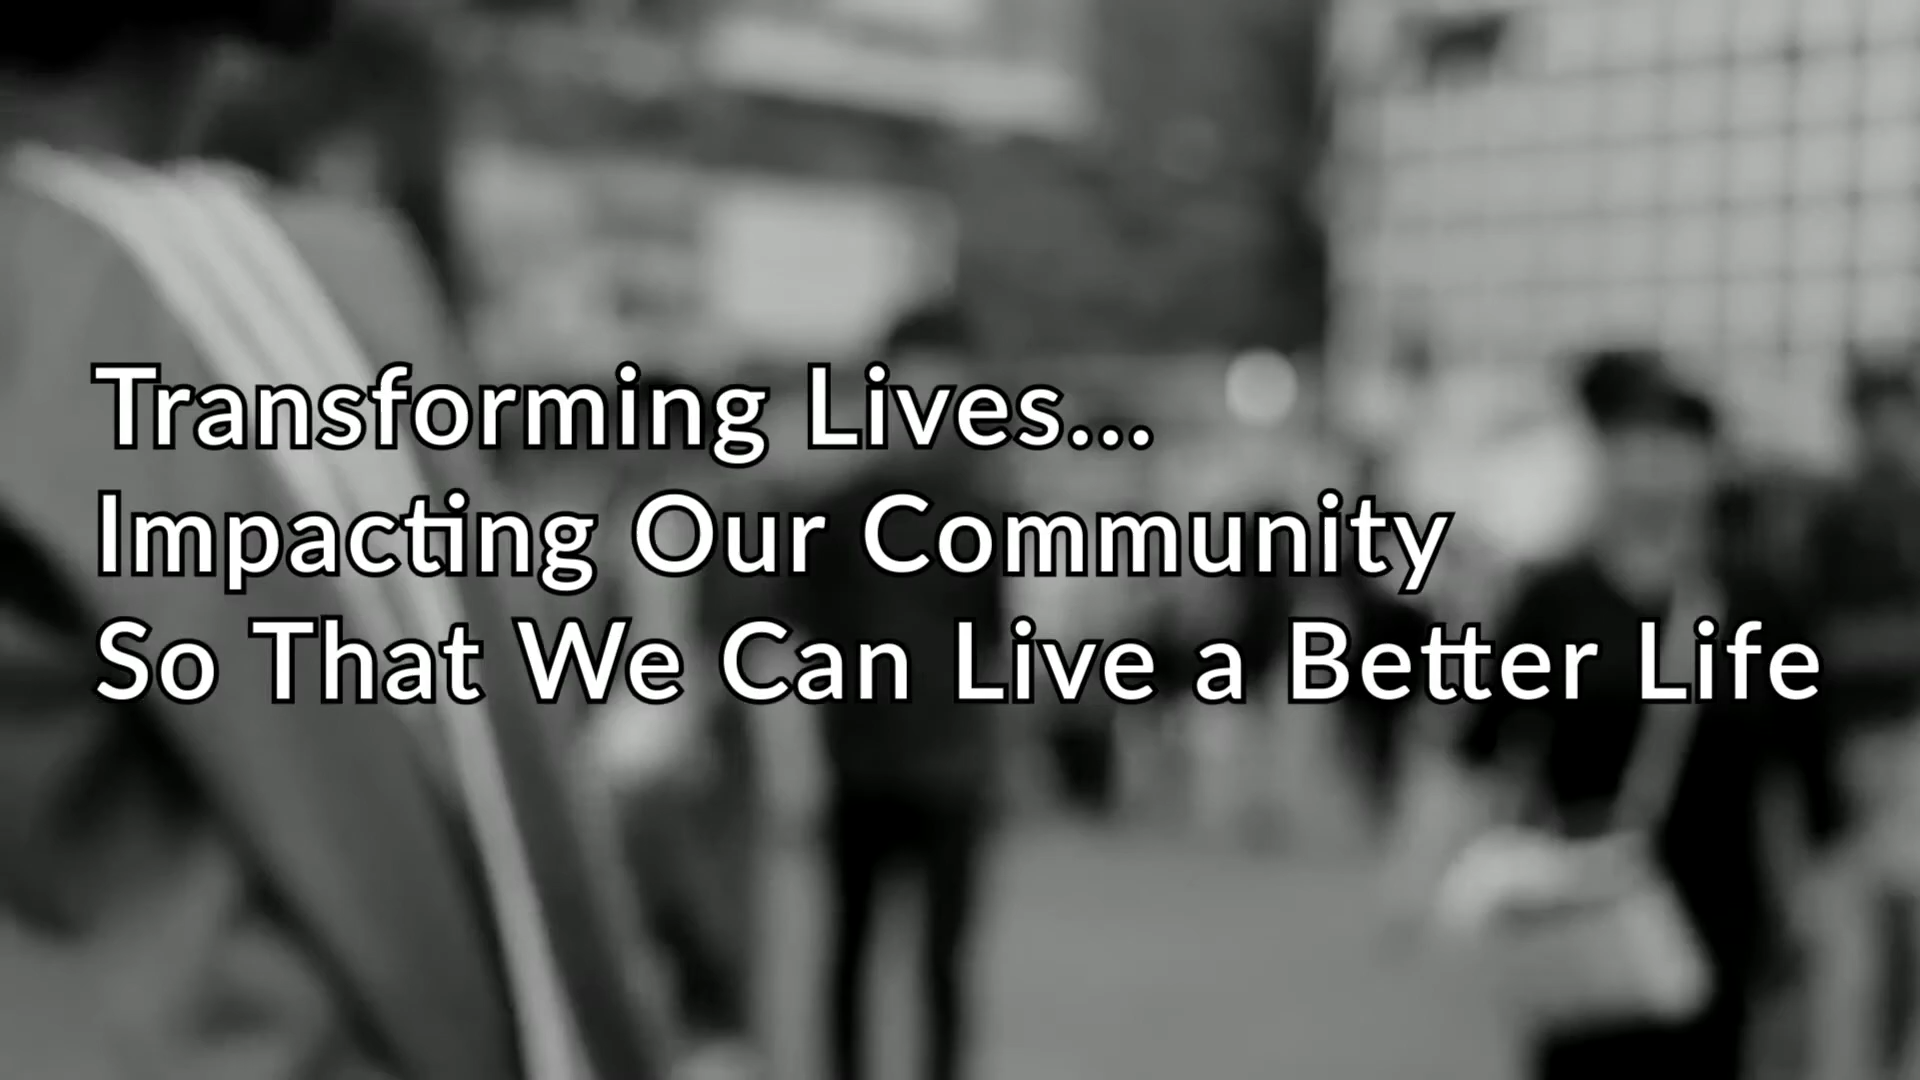 Transforming Lives...
Impacting Our Community
So That We Can Live a Better Life